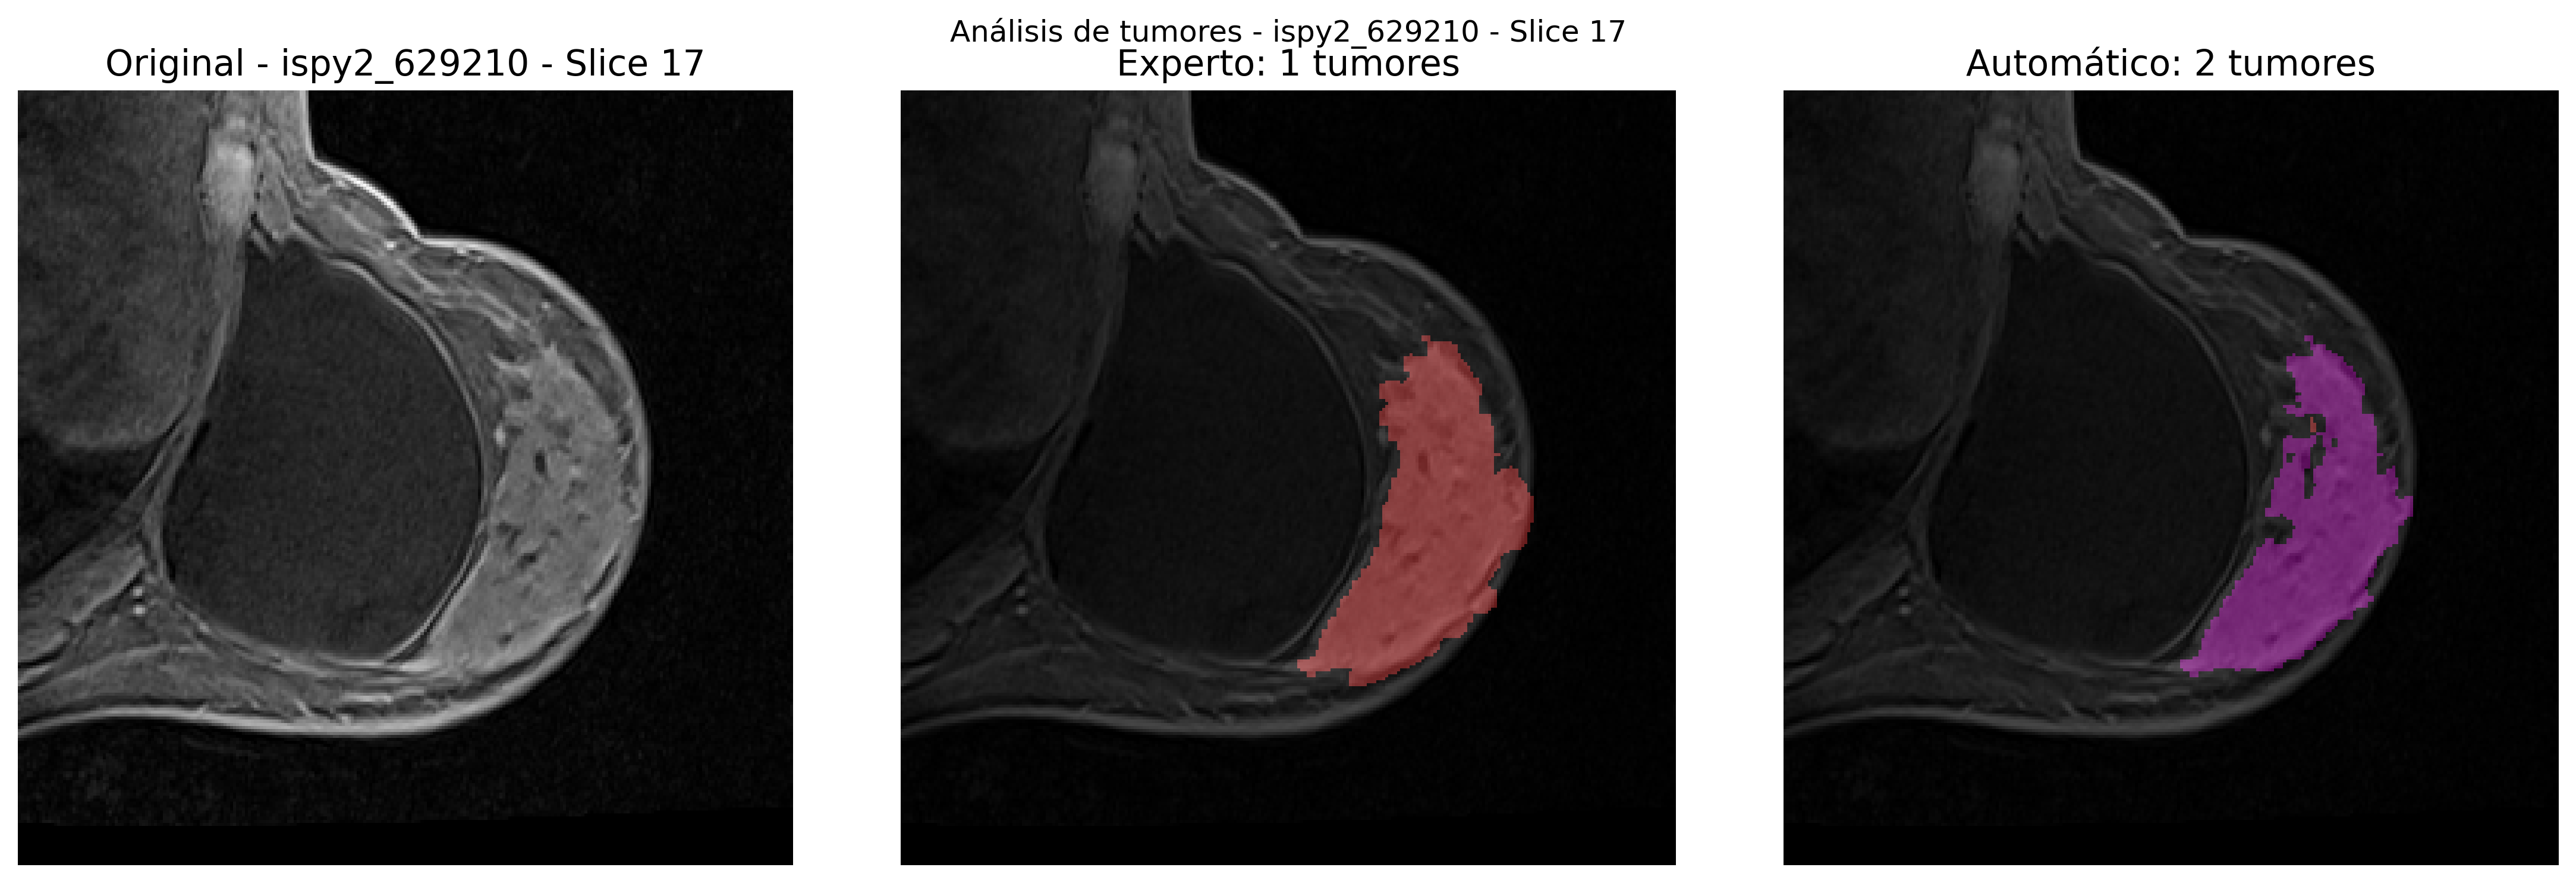 Análisis de tumores - ispy2_629210 - Slice 17
Original - ispy2_629210 - Slice 17
Experto: 1 tumores
Automático: 2 tumores